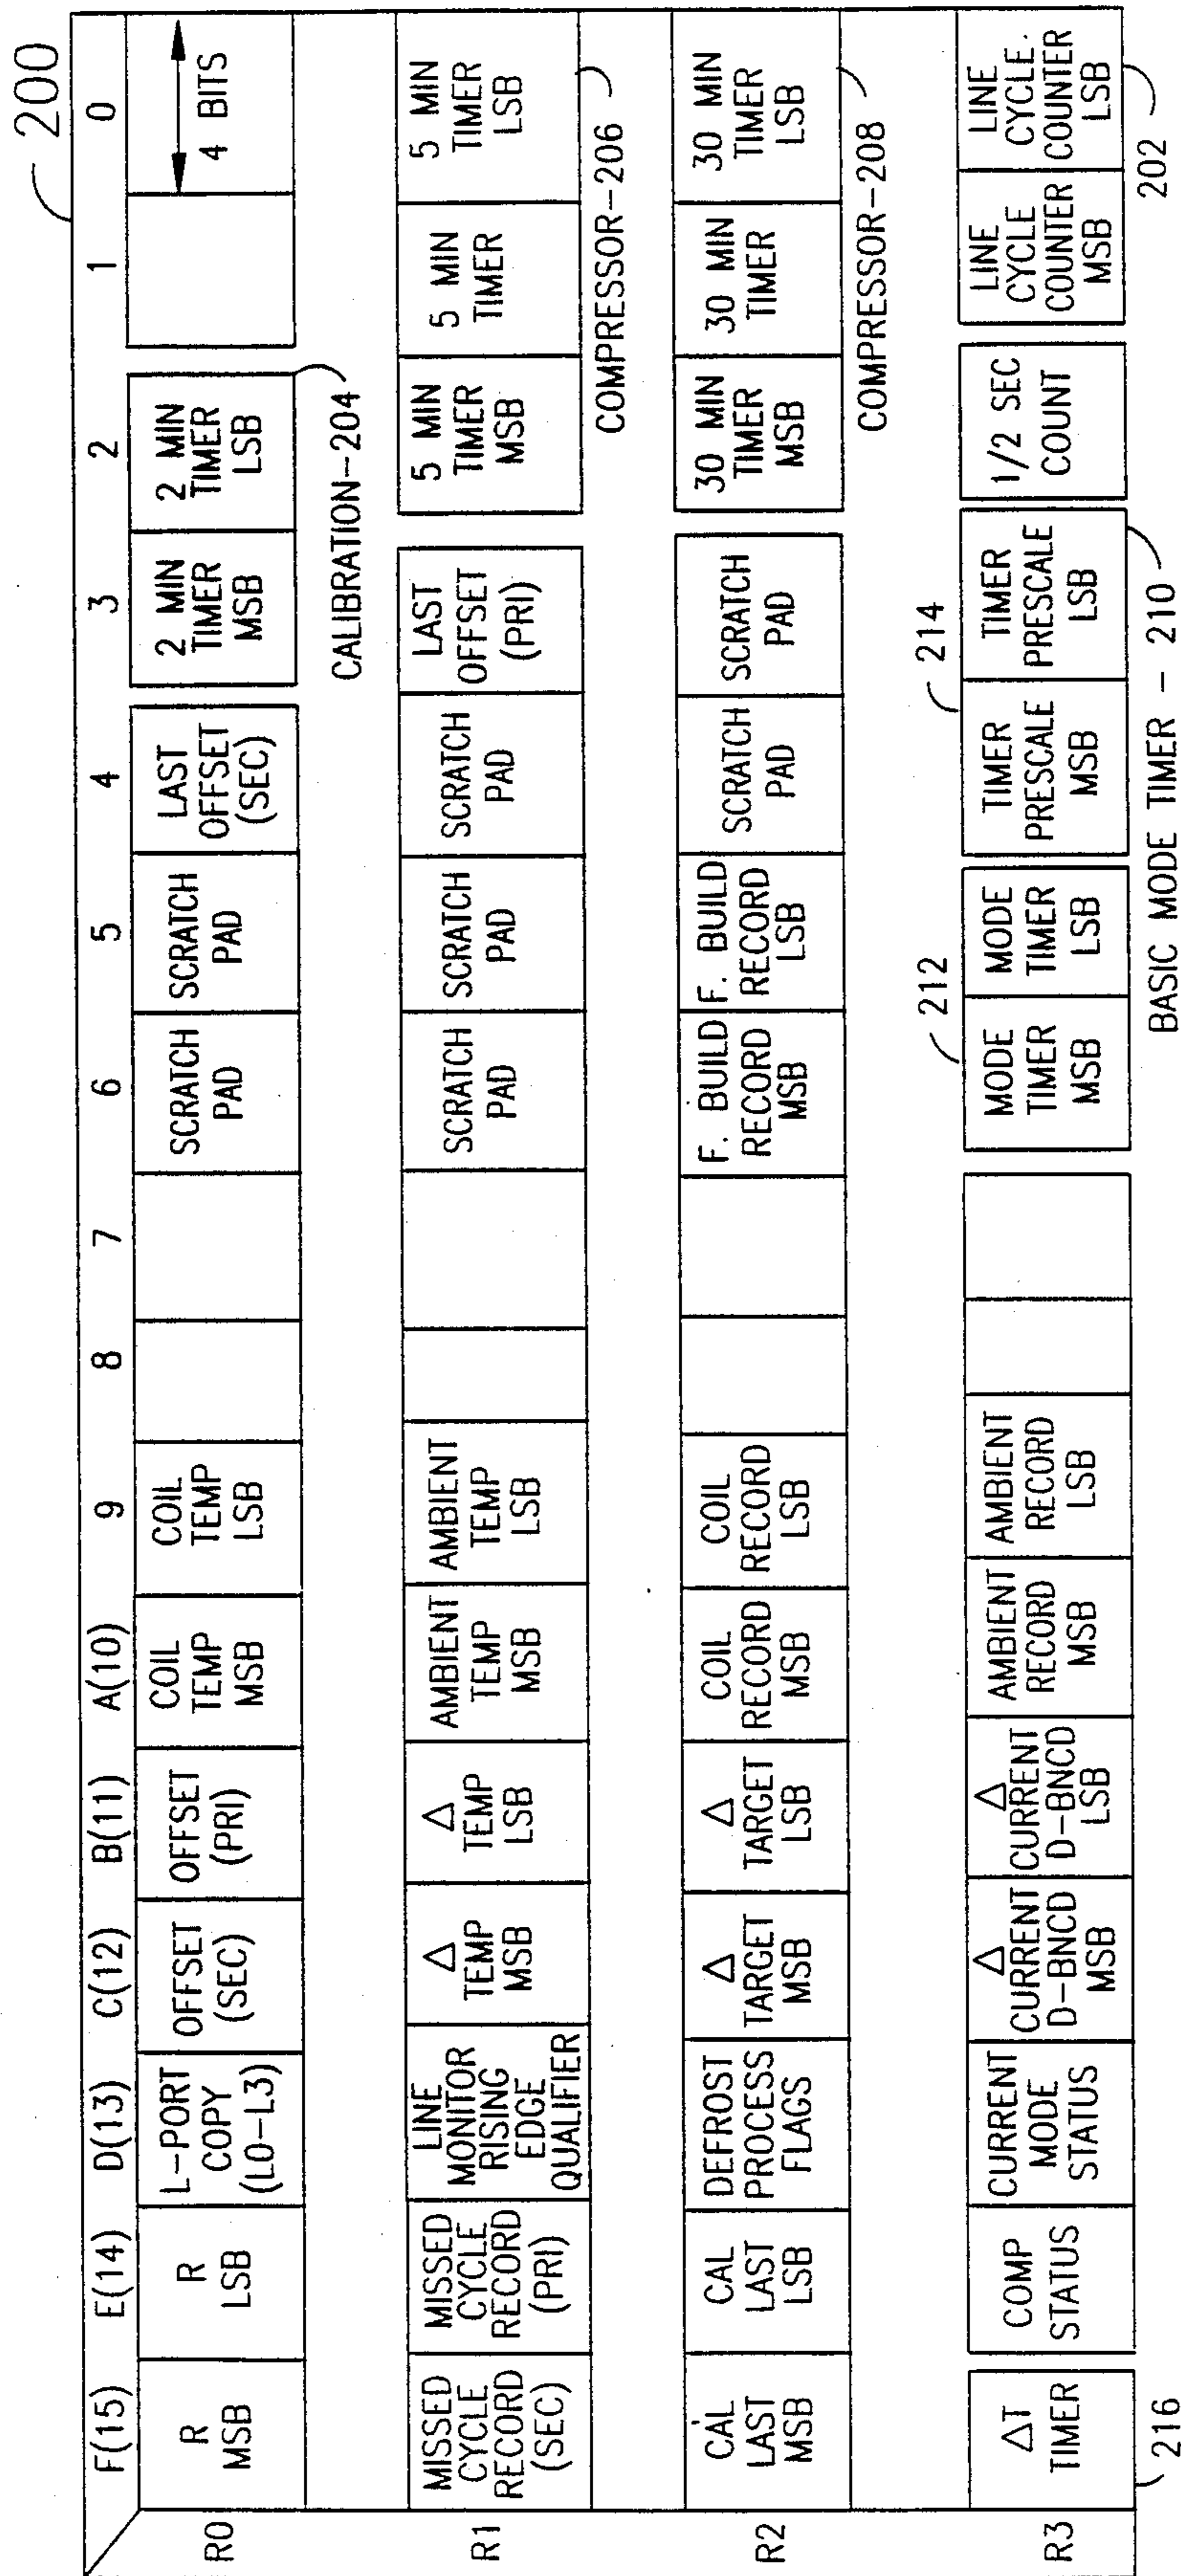 200
F(15) E(14) D(13) C(12) B(11) A(10) 9 8 7 6 5 4 3 2 1 0
R0
R
MSB
R
LSB
L-PORT
COPY
(L0-L3)
OFFSET
(SEC)
OFFSET
(PRI)
COIL
TEMP
MSB
COIL
TEMP
LSB
SCRATCH
PAD
SCRATCH
PAD
LAST
OFFSET
(SEC)
2 MIN
TIMER
MSB
2 MIN
TIMER
LSB
4 BITS
CALIBRATION-204
R1
MISSED
CYCLE
RECORD
(SEC)
MISSED
CYCLE
RECORD
(PRI)
LINE
MONITOR
RISING
EDGE
QUALIFIER
Δ
TEMP
MSB
Δ
TEMP
LSB
AMBIENT
TEMP
MSB
AMBIENT
TEMP
LSB
SCRATCH
PAD
SCRATCH
PAD
SCRATCH
PAD
LAST
OFFSET
(PRI)
5 MIN
TIMER
MSB
5 MIN
TIMER
5 MIN
TIMER
LSB
COMPRESSOR-206
R2
CAL
LAST
MSB
CAL
LAST
LSB
DEFROST
PROCESS
FLAGS
Δ
TARGET
MSB
Δ
TARGET
LSB
COIL
RECORD
MSB
COIL
RECORD
LSB
F. BUILD
RECORD
MSB
F. BUILD
RECORD
LSB
SCRATCH
PAD
SCRATCH
PAD
30 MIN
TIMER
MSB
30 MIN
TIMER
30 MIN
TIMER
LSB
COMPRESSOR-208
R3
ΔT
TIMER
COMP
STATUS
CURRENT
MODE
STATUS
Δ
CURRENT
D-BNCD
MSB
Δ
CURRENT
D-BNCD
LSB
AMBIENT
RECORD
MSB
AMBIENT
RECORD
LSB
212
MODE
TIMER
MSB
MODE
TIMER
LSB
214
TIMER
PRESCALE
MSB
TIMER
PRESCALE
LSB
1/2 SEC
COUNT
LINE
CYCLE
COUNTER
MSB
LINE
CYCLE.
COUNTER
LSB
216
BASIC MODE TIMER - 210
202